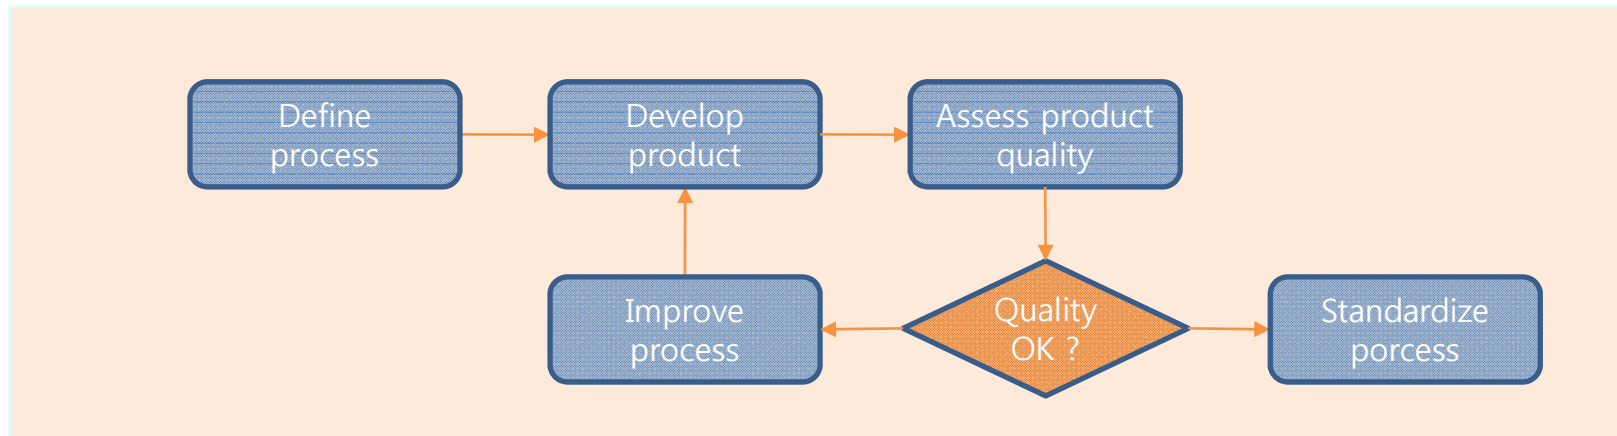 Define
process
Develop
product
Assess product
quality
Improve
process
Quality
OK ?
Standardize
porcess